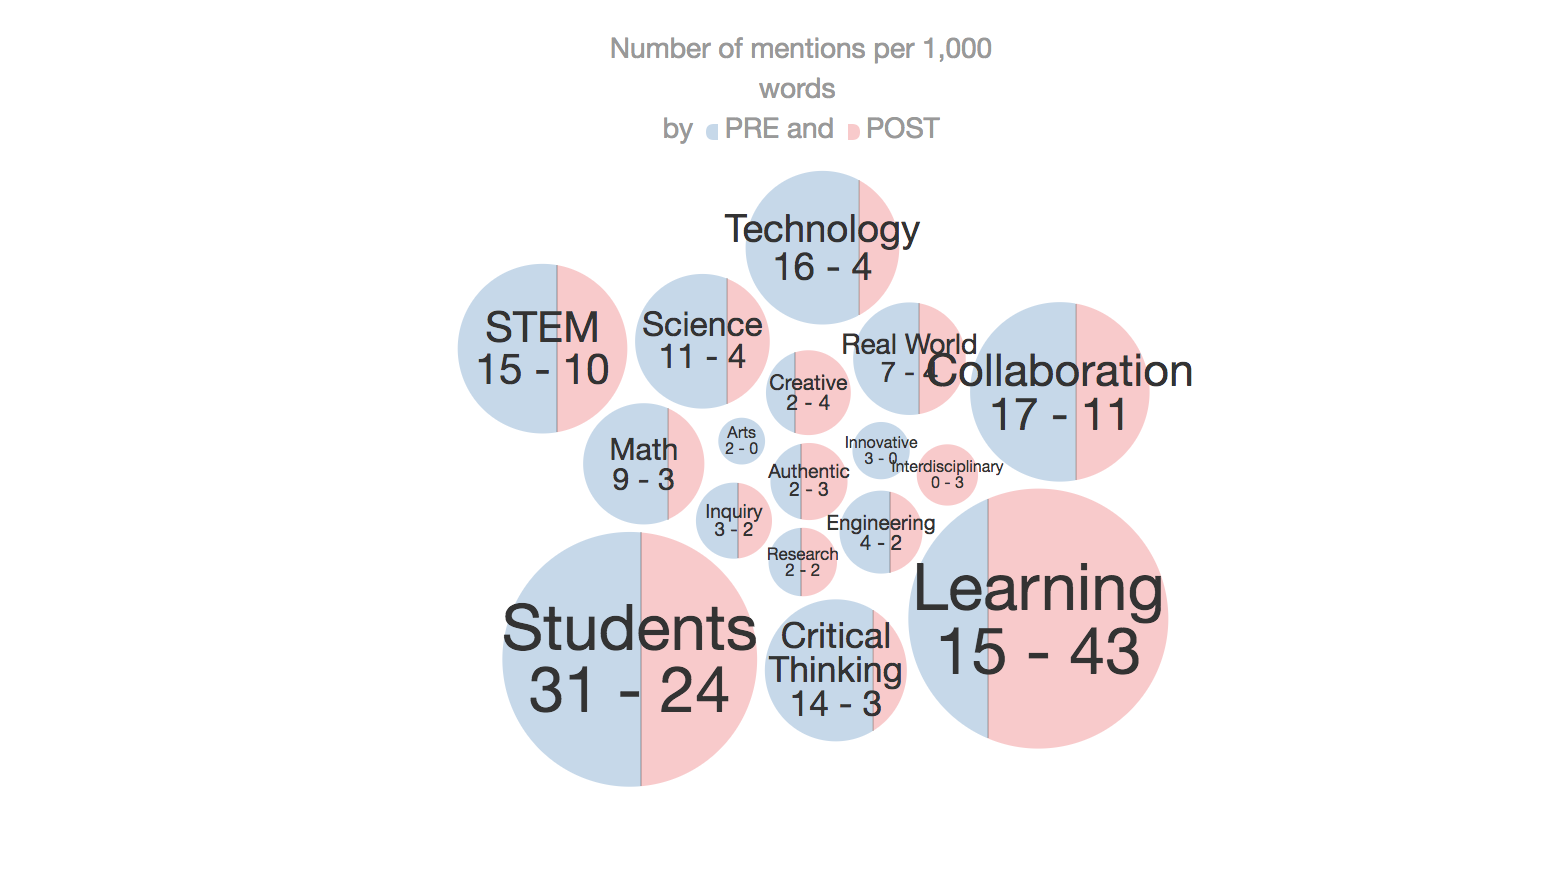 Number of mentions per 1,000
words
by PRE and POST
Technology
16 - 4
STEM
15 - 10
Science
11 - 4
Real World
7 - 4
Collaboration
17 - 11
Creative
2 - 4
Math
9 - 3
Arts
2 - 0
Innovative
3 - 0
Interdisciplinary
0 - 3
Authentic
2 - 3
Inquiry
3 - 2
Engineering
4 - 2
Research
2 - 2
Learning
15 - 43
Students
31 - 24
Critical
Thinking
14 - 3